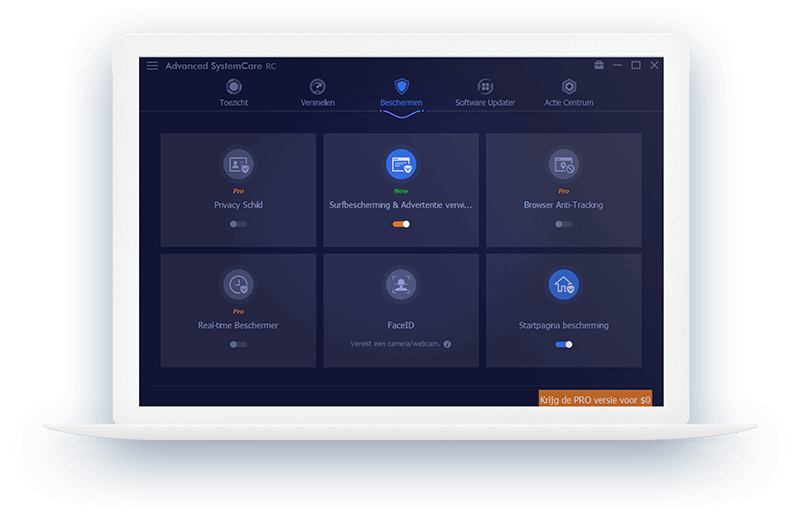 Advanced SystemCare RC
Toezicht Versnellen Beschermen Software Updater Actie Centrum
Pro New Pro
Privacy Schild Surfbescherming & Advertentie verwi... Browser Anti-Tracking
Pro
Real-time Beschermer FaceID Startpagina bescherming
Vereist een camera/webcam.
Krijg de PRO versie voor $0